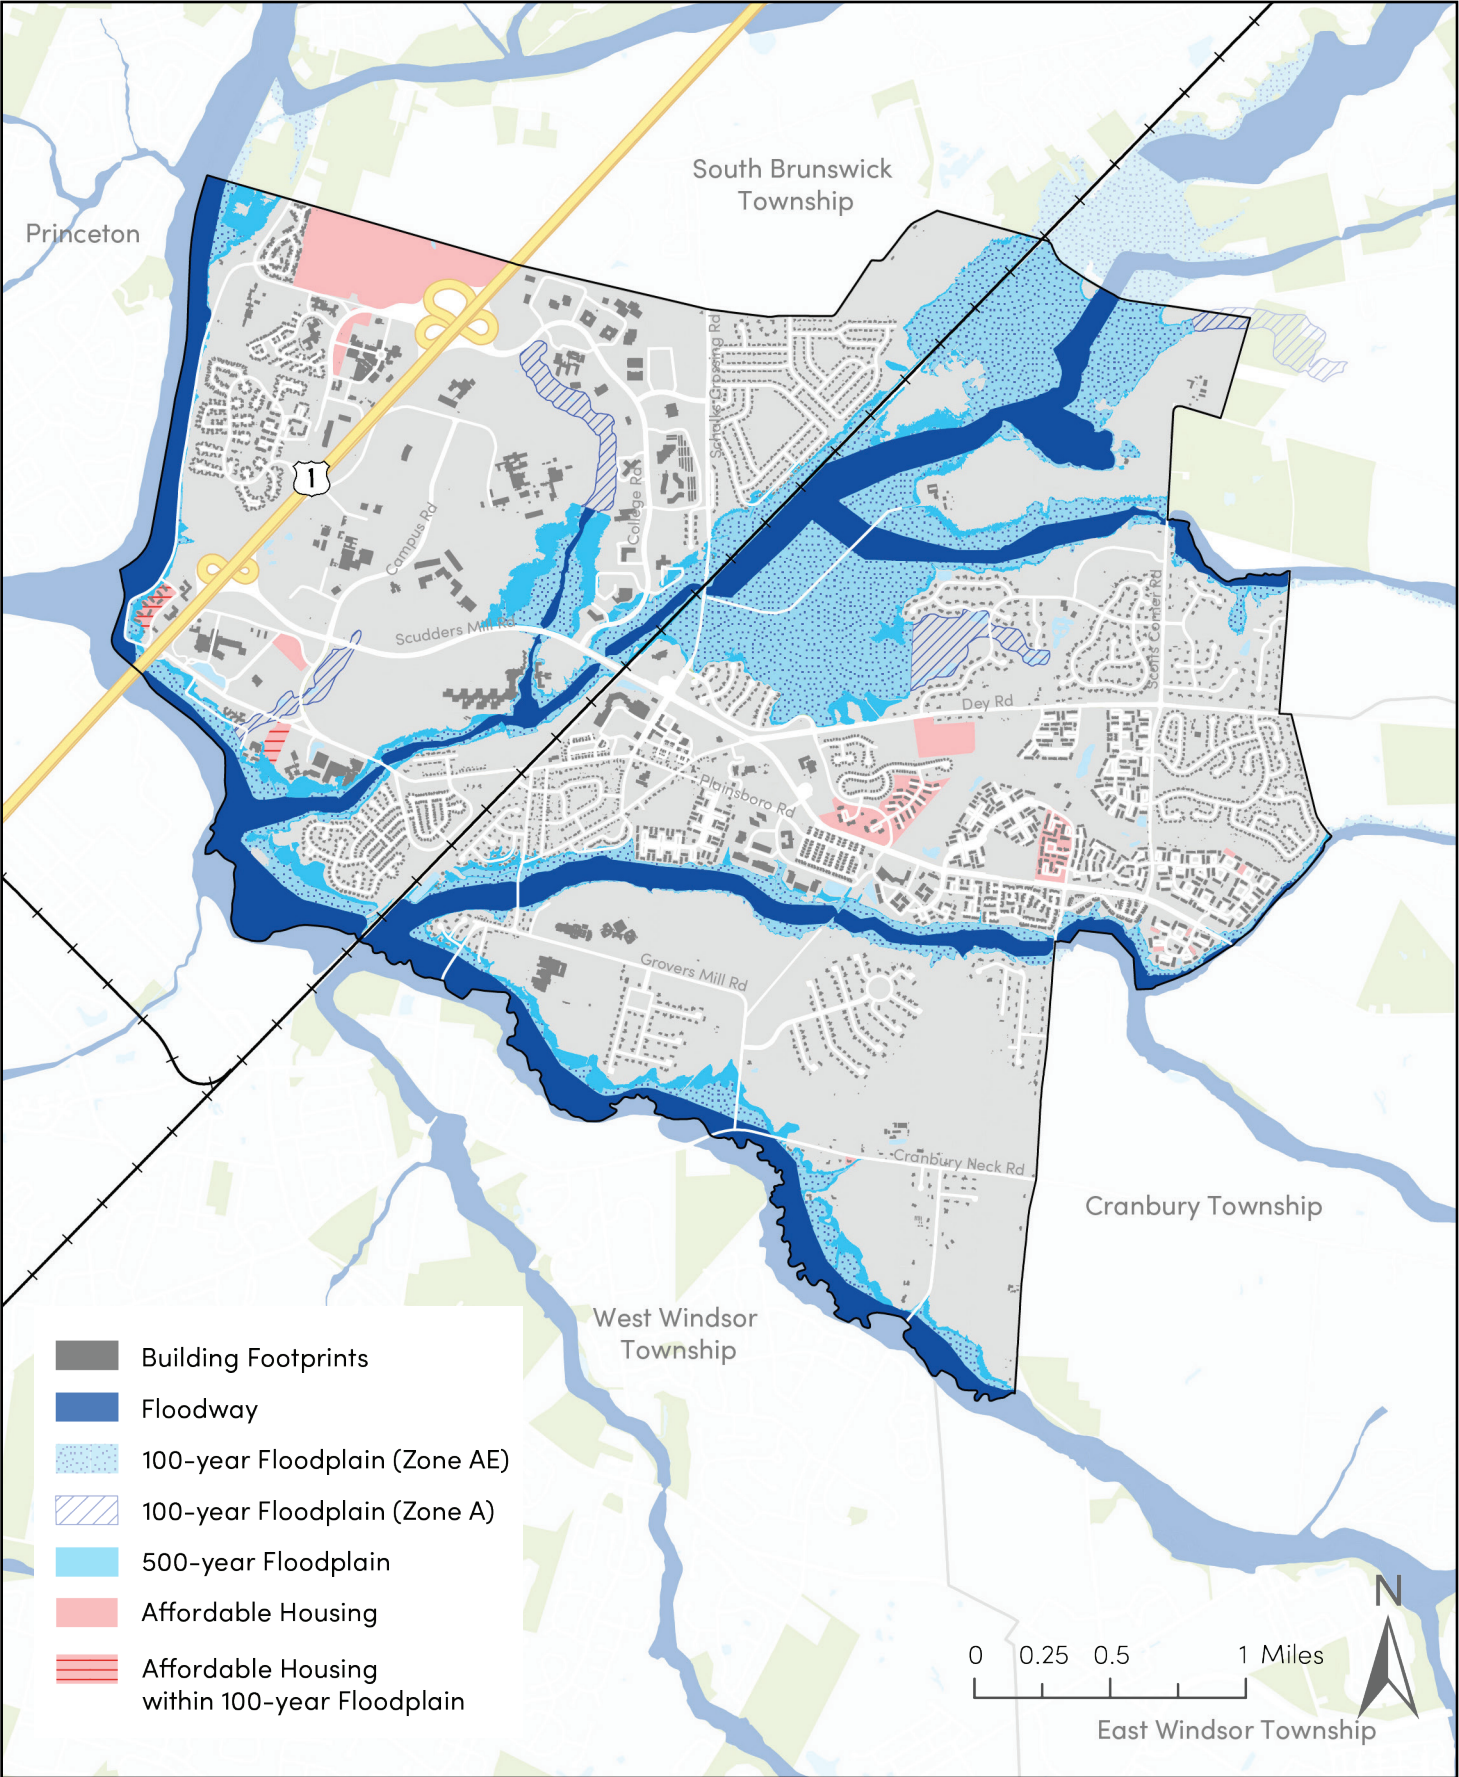 South Brunswick
Township
Princeton
Schalks Crossing Rd
1
College Rd
Campus Rd
Scudders Mill Rd
Scotts Corner Rd
Dey Rd
Plainsboro Rd
Grovers Mill Rd
Cranbury Neck Rd
Cranbury Township
West Windsor
Township
Building Footprints
Floodway
100-year Floodplain (Zone AE)
100-year Floodplain (Zone A)
500-year Floodplain
Affordable Housing
Affordable Housing
within 100-year Floodplain
N
0 0.25 0.5 1 Miles
East Windsor Township